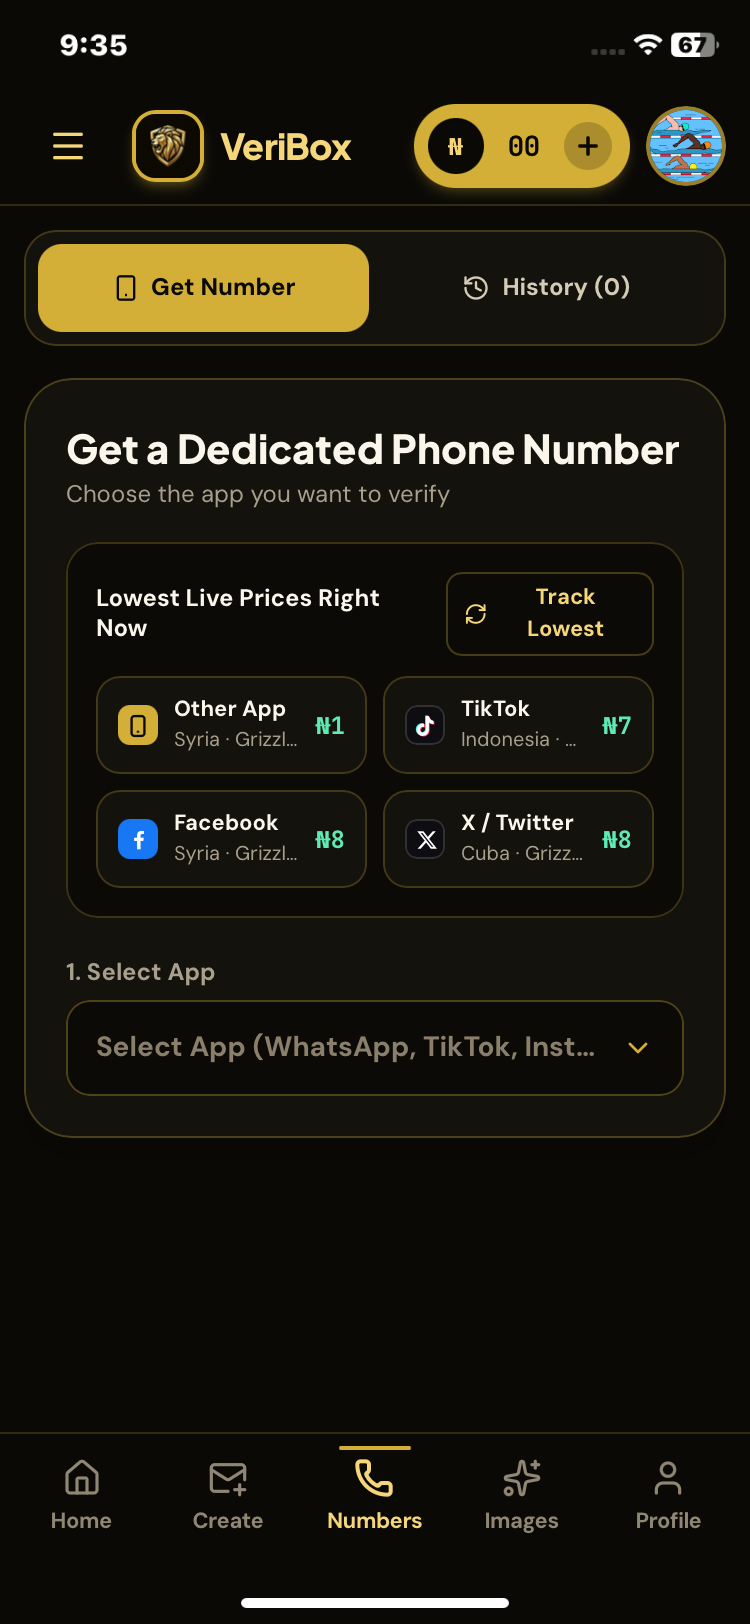 9:35
67
VeriBox
₦ 00 +
Get Number
History (0)
Get a Dedicated Phone Number
Choose the app you want to verify
Lowest Live Prices Right
Now
Track
Lowest
Other App
Syria · Grizzl...
₦1
TikTok
Indonesia · ...
₦7
Facebook
Syria · Grizzl...
₦8
X / Twitter
Cuba · Grizz...
₦8
1. Select App
Select App (WhatsApp, TikTok, Inst...
Home
Create
Numbers
Images
Profile